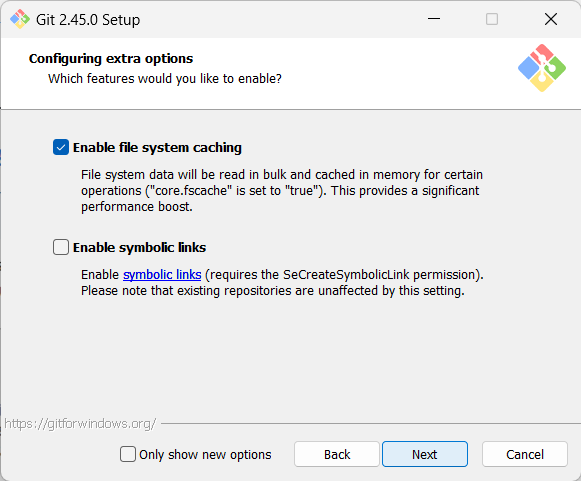 Git 2.45.0 Setup
Configuring extra options
Which features would you like to enable?
Enable file system caching
File system data will be read in bulk and cached in memory for certain
operations ("core.fscache" is set to "true"). This provides a significant
performance boost.
Enable symbolic links
Enable symbolic links (requires the SeCreateSymbolicLink permission).
Please note that existing repositories are unaffected by this setting.
https://gitforwindows.org/
Only show new options
Back
Next
Cancel